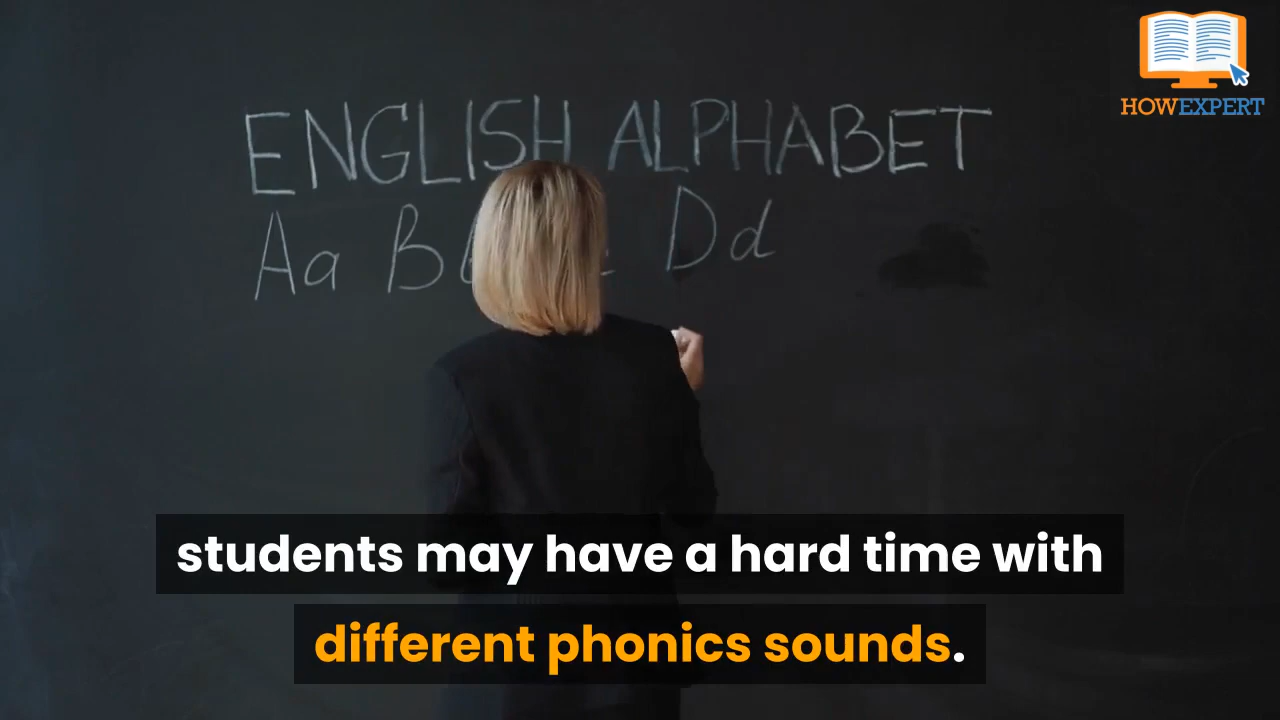 HOWEXPERT
ENGLISH ALPHABET
Aa B Dd
students may have a hard time with
different phonics sounds.